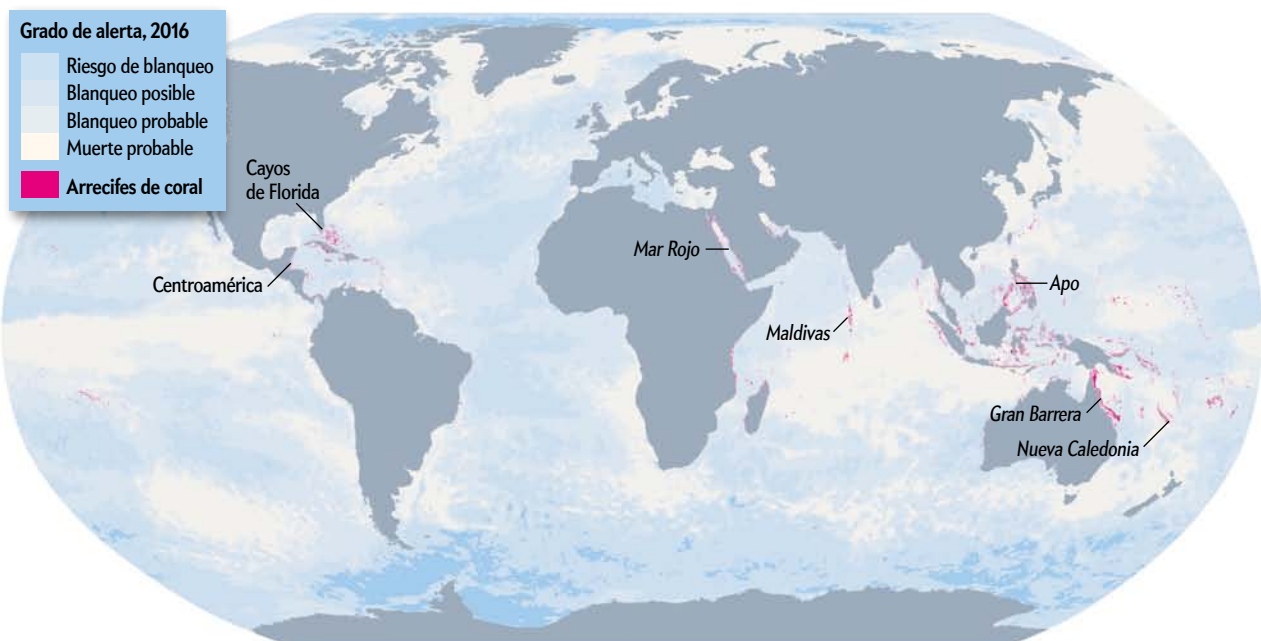 Grado de alerta, 2016
Riesgo de blanqueo
Blanqueo posible
Blanqueo probable
Muerte probable
Arrecifes de coral
Cayos
de Florida
Centroamérica
Mar Rojo
Maldivas
Apo
Gran Barrera
Nueva Caledonia